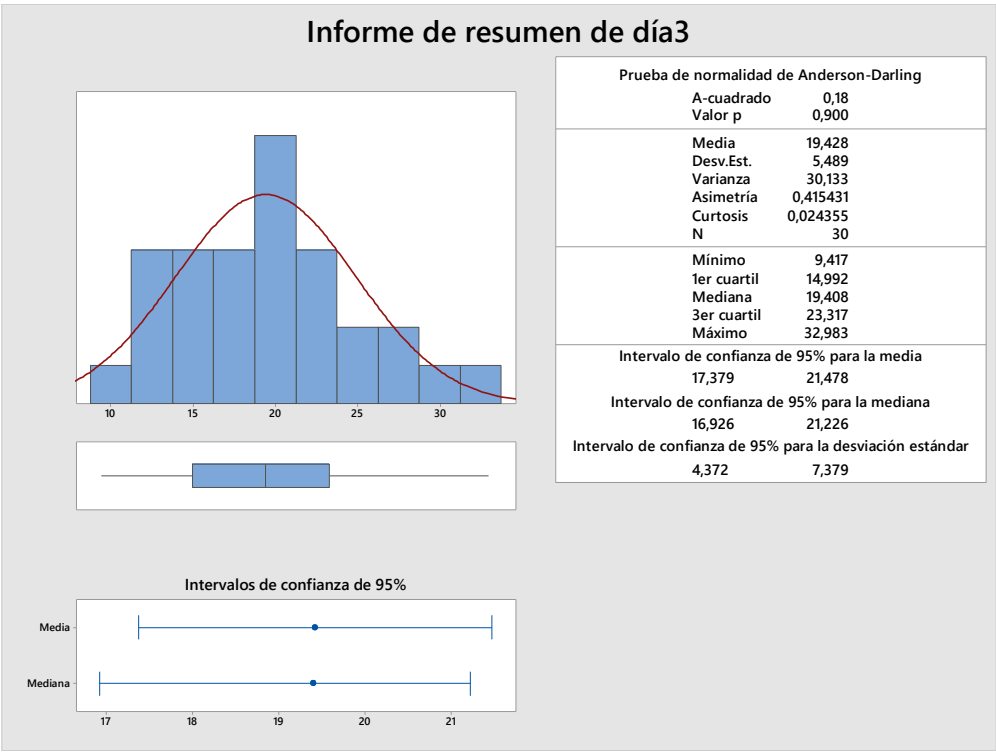 Informe de resumen de día3
10 15 20 25 30
Intervalos de confianza de 95%
Media
Mediana
17 18 19 20 21
Prueba de normalidad de Anderson-Darling
A-cuadrado 0,18
Valor p 0,900
Media 19,428
Desv.Est. 5,489
Varianza 30,133
Asimetría 0,415431
Curtosis 0,024355
N 30
Mínimo 9,417
1er cuartil 14,992
Mediana 19,408
3er cuartil 23,317
Máximo 32,983
Intervalo de confianza de 95% para la media
17,379 21,478
Intervalo de confianza de 95% para la mediana
16,926 21,226
Intervalo de confianza de 95% para la desviación estándar
4,372 7,379